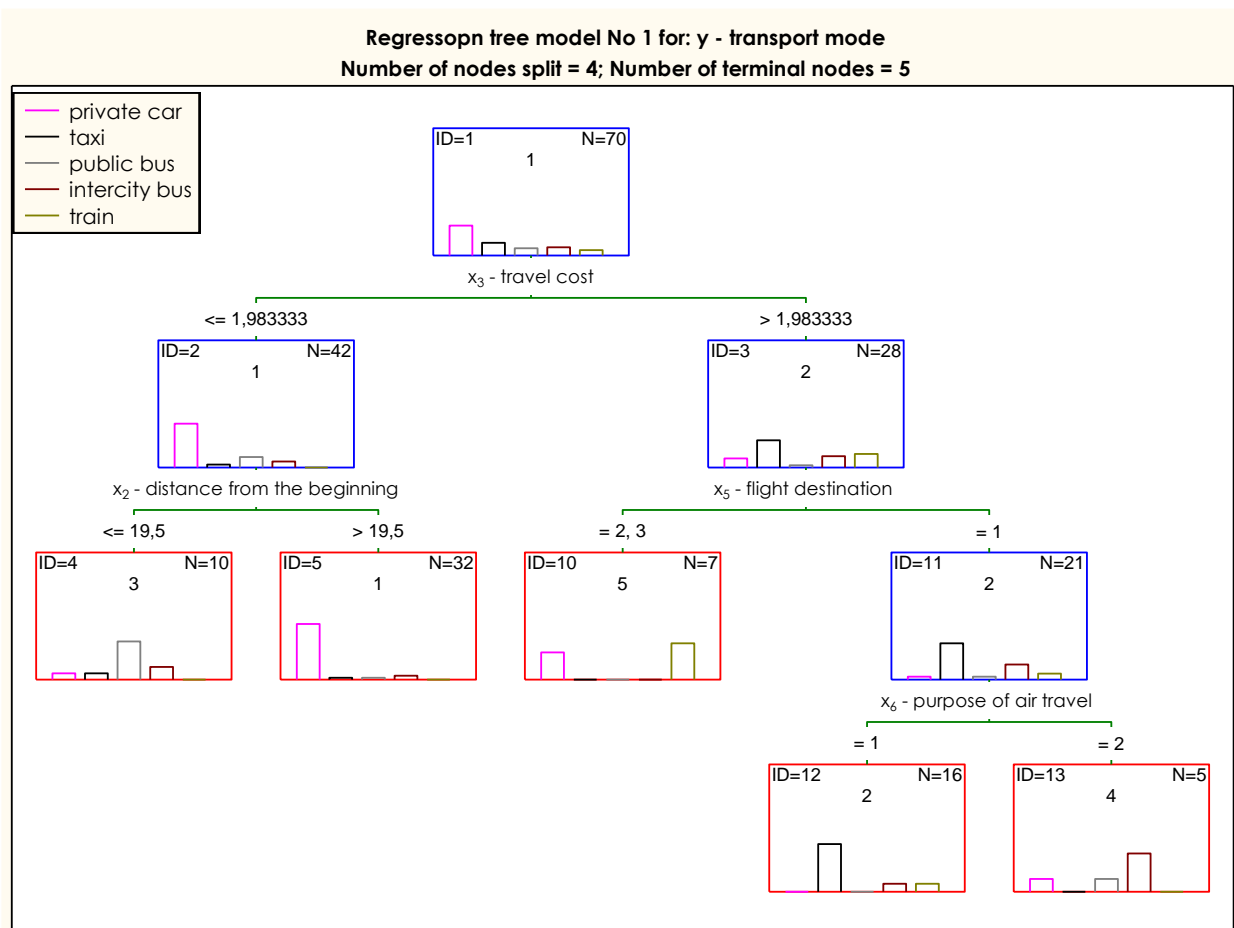 Regressopn tree model No 1 for: y - transport mode
Number of nodes split = 4; Number of terminal nodes = 5
private car
taxi
public bus
intercity bus
train
ID=1 N=70
1
x₃ - travel cost
<= 1,983333 > 1,983333
ID=2 N=42 ID=3 N=28
1 2
x₂ - distance from the beginning x₅ - flight destination
<= 19,5 > 19,5 = 2, 3 = 1
ID=4 N=10 ID=5 N=32 ID=10 N=7 ID=11 N=21
3 1 5 2
x₆ - purpose of air travel
= 1 = 2
ID=12 N=16 ID=13 N=5
2 4